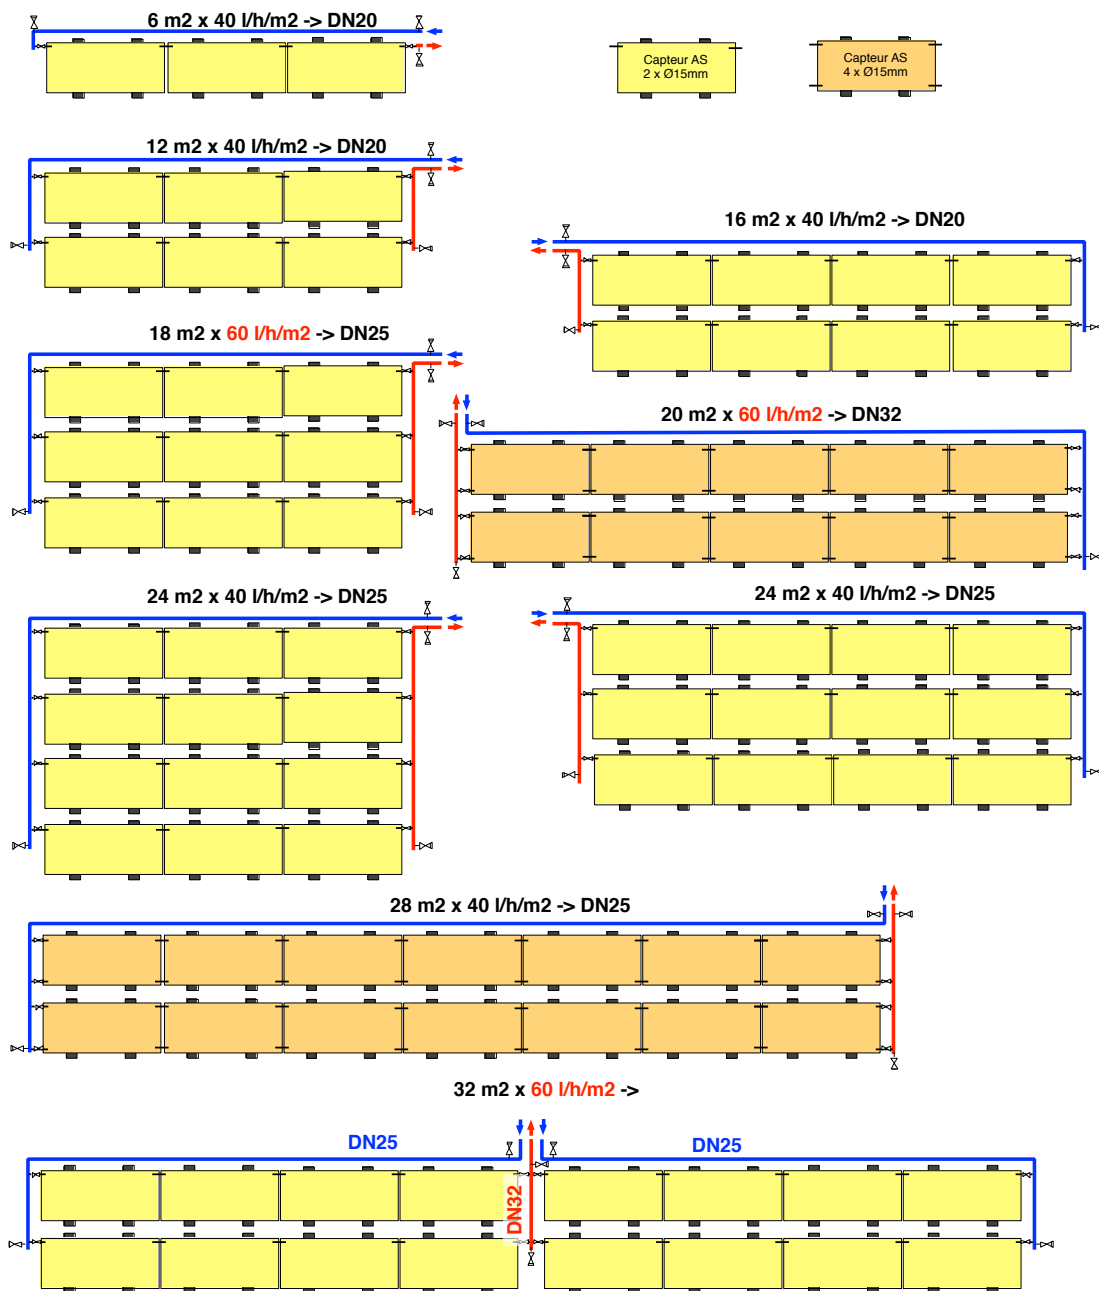 6 m2 x 40 l/h/m2 -> DN20
Capteur AS
2 x Ø15mm
Capteur AS
4 x Ø15mm
12 m2 x 40 l/h/m2 -> DN20
16 m2 x 40 l/h/m2 -> DN20
18 m2 x 60 l/h/m2 -> DN25
20 m2 x 60 l/h/m2 -> DN32
24 m2 x 40 l/h/m2 -> DN25
24 m2 x 40 l/h/m2 -> DN25
28 m2 x 40 l/h/m2 -> DN25
32 m2 x 60 l/h/m2 ->
DN25
DN25
DN32